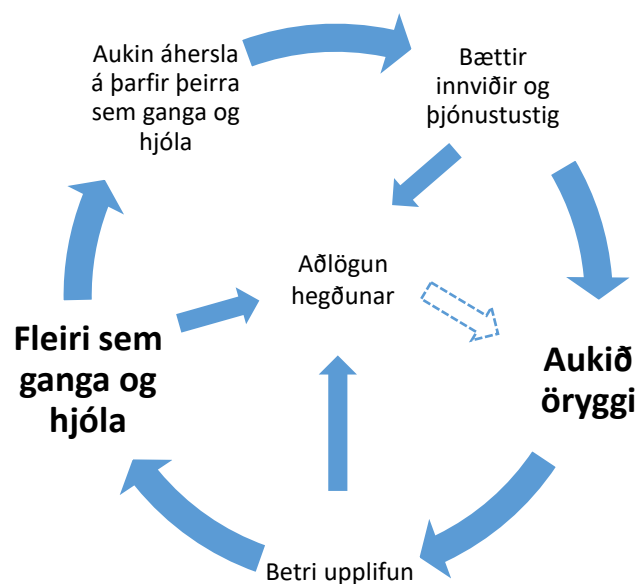 Aukin áhersla
á þarfir þeirra
sem ganga og
hjóla
Bættir
innviðir og
þjónustustig
Aðlögun
hegðunar
Fleiri sem
ganga og
hjóla
Aukið
öryggi
Betri upplifun